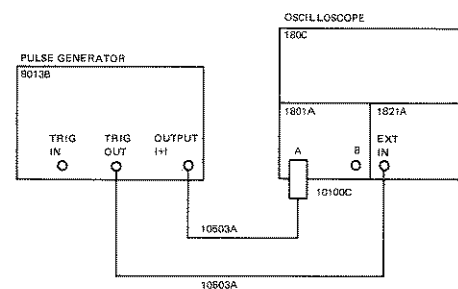 OSCILLOSCOPE
180C
PULSE GENERATOR
8013B
1801A
1821A
TRIG IN
TRIG OUT
OUTPUT (+)
A
B
EXT IN
10100C
10503A
10503A